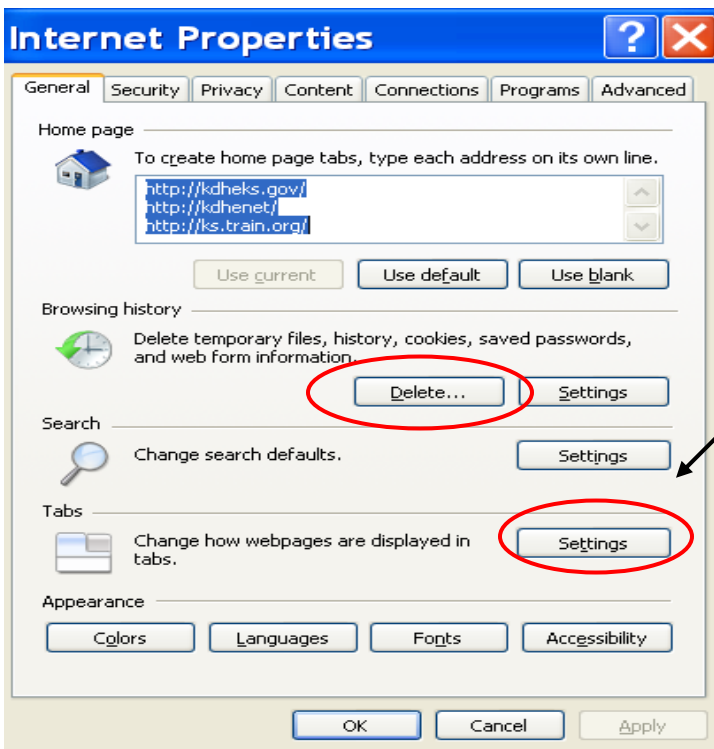 Internet Properties
?
General Security Privacy Content Connections Programs Advanced
Home page
To create home page tabs, type each address on its own line.
http://kdheks.gov/
http://kdhenet/
http://ks.train.org/
Use current Use default Use blank
Browsing history
Delete temporary files, history, cookies, saved passwords,
and web form information.
Delete... Settings
Search
Change search defaults. Settings
Tabs
Change how webpages are displayed in
tabs.
Settings
Appearance
Colors Languages Fonts Accessibility
OK Cancel Apply